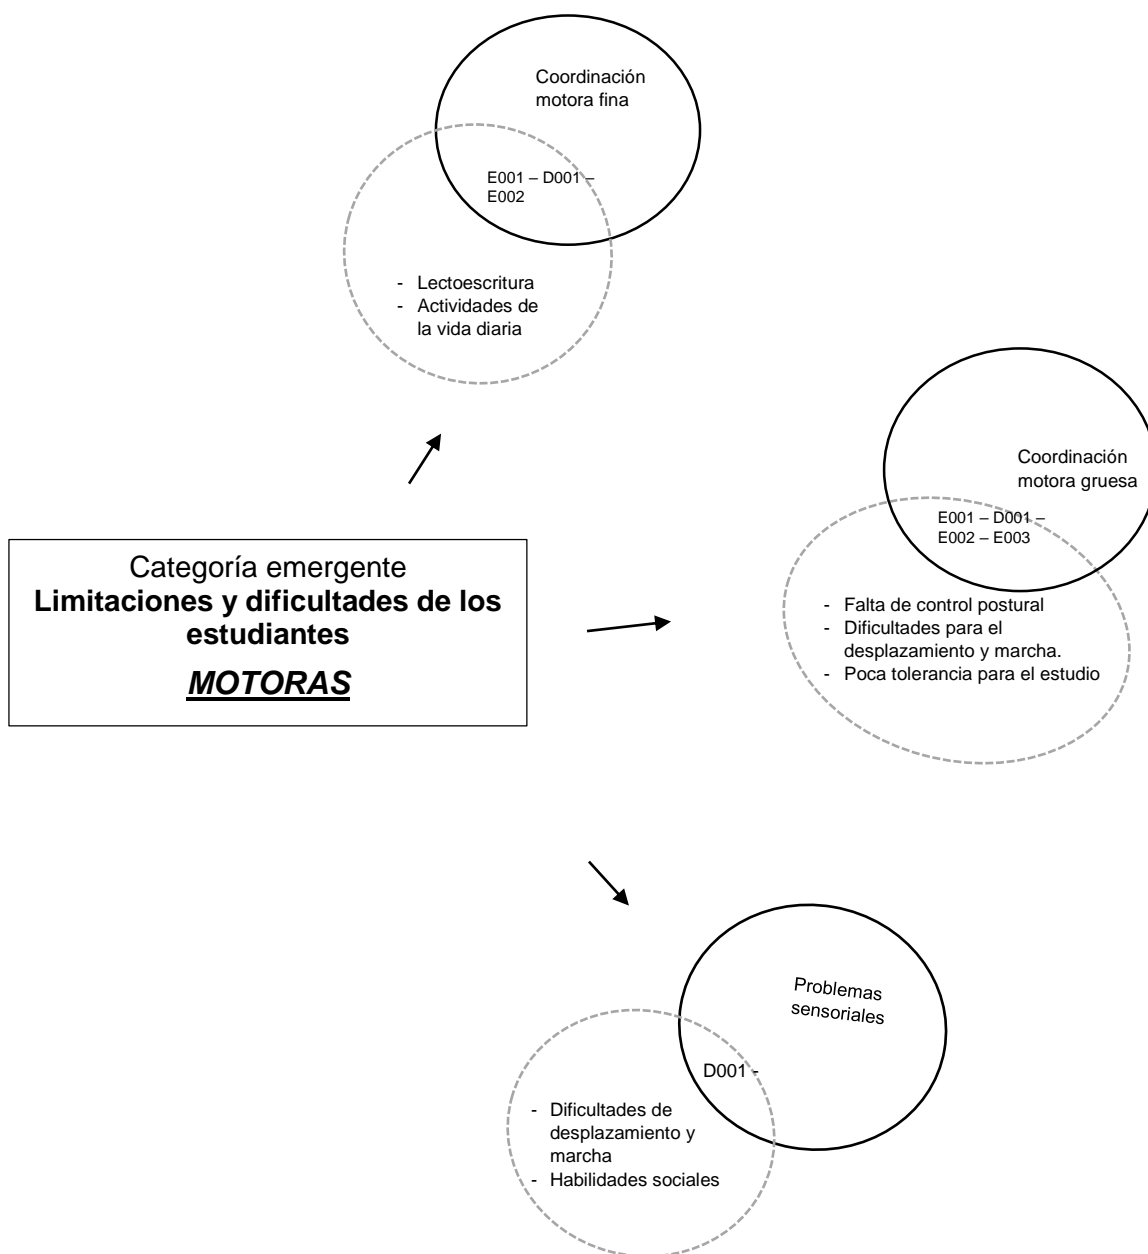 Coordinación
motora fina
E001 – D001 –
E002
- Lectoescritura
- Actividades de
la vida diaria
Coordinación
motora gruesa
E001 – D001 –
E002 – E003
- Falta de control postural
- Dificultades para el
desplazamiento y marcha.
- Poca tolerancia para el estudio
Categoría emergente
Limitaciones y dificultades de los
estudiantes
MOTORAS
Problemas
sensoriales
D001 -
- Dificultades de
desplazamiento y
marcha
- Habilidades sociales